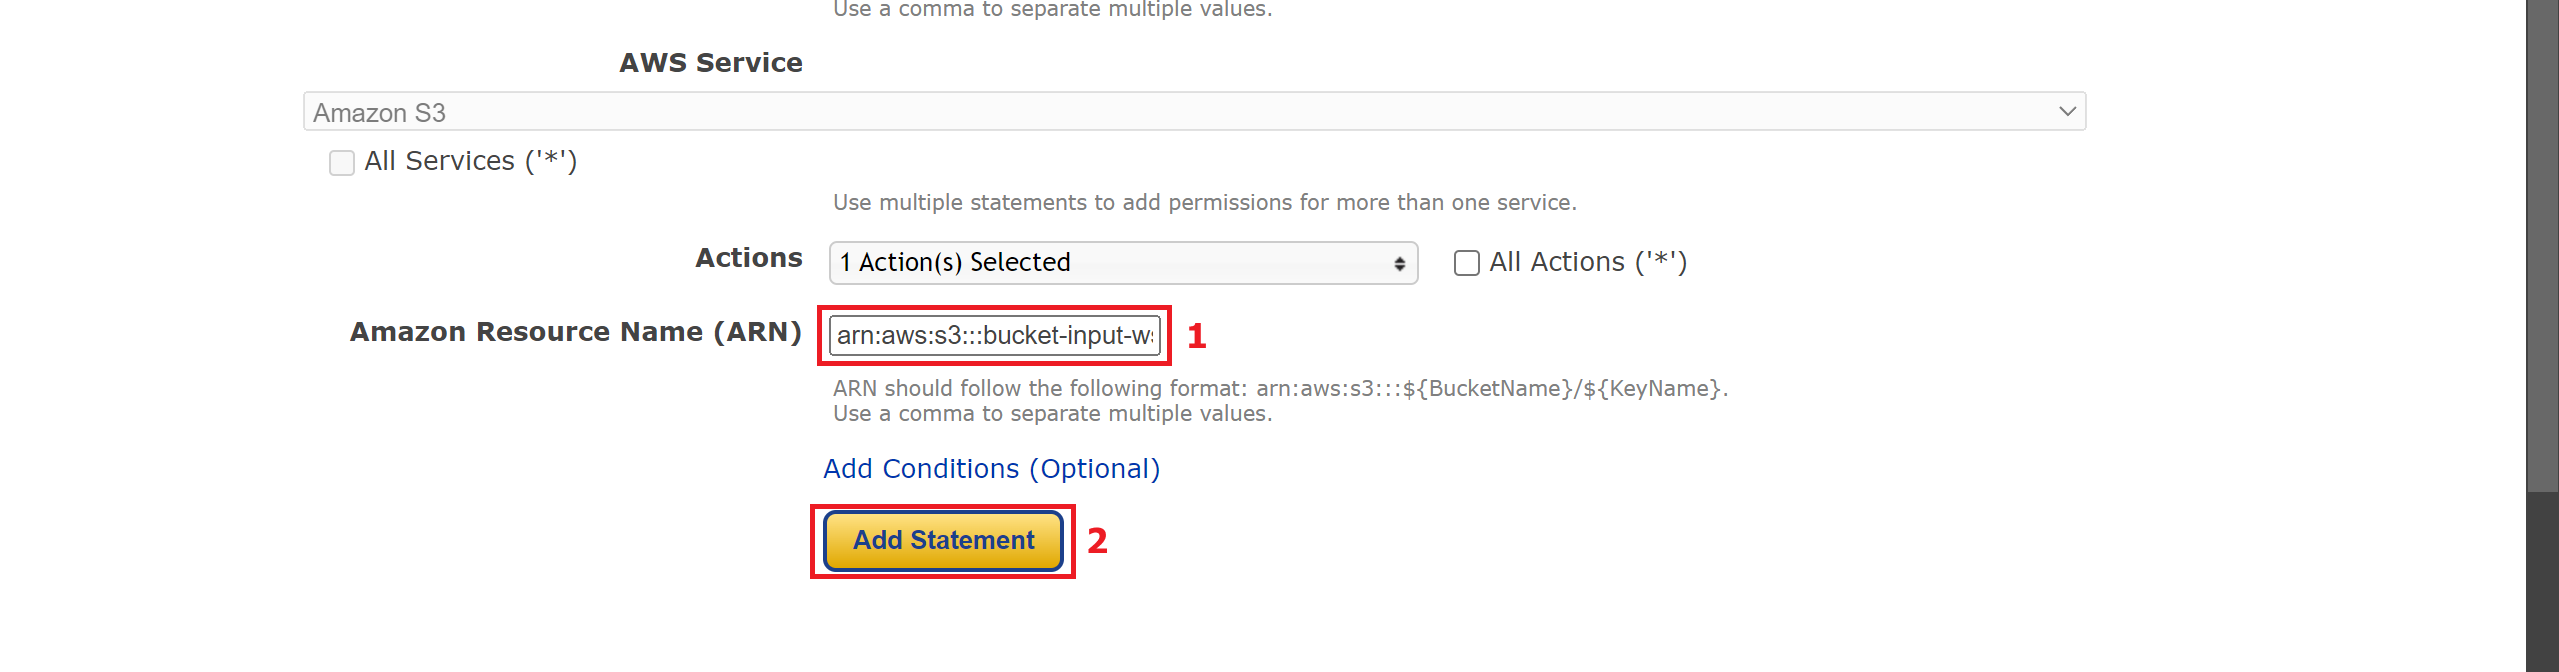 Use a comma to separate multiple values.
AWS Service
Amazon S3
All Services ('*')
Use multiple statements to add permissions for more than one service.
Actions 1 Action(s) Selected All Actions ('*')
Amazon Resource Name (ARN) arn:aws:s3:::bucket-input-ws 1
ARN should follow the following format: arn:aws:s3:::${BucketName}/${KeyName}.
Use a comma to separate multiple values.
Add Conditions (Optional)
Add Statement 2